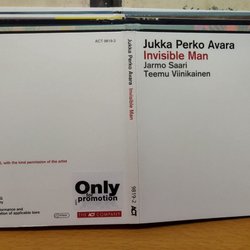 ACT 9819-2
Jukka Perko Avara
Invisible Man
Jukka Perko Avara
Invisible Man
Jarmo Saari
Teemu Viinikainen
with the kind permission of the artist
Only
for
promotion
THE ACT COMPANY
9819-2